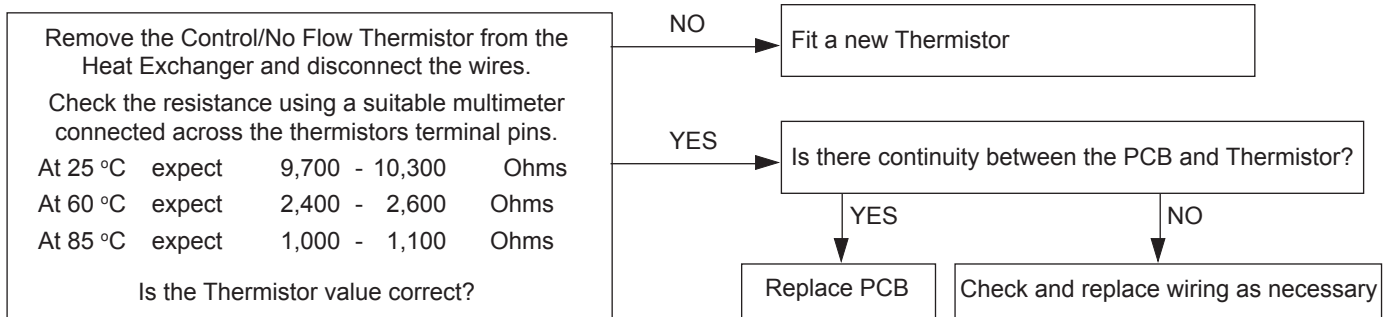 Remove the Control/No Flow Thermistor from the
Heat Exchanger and disconnect the wires.
Check the resistance using a suitable multimeter
connected across the thermistors terminal pins.
At 25 °C expect 9,700 - 10,300 Ohms
At 60 °C expect 2,400 - 2,600 Ohms
At 85 °C expect 1,000 - 1,100 Ohms
Is the Thermistor value correct?
NO
Fit a new Thermistor
YES
Is there continuity between the PCB and Thermistor?
YES
Replace PCB
NO
Check and replace wiring as necessary